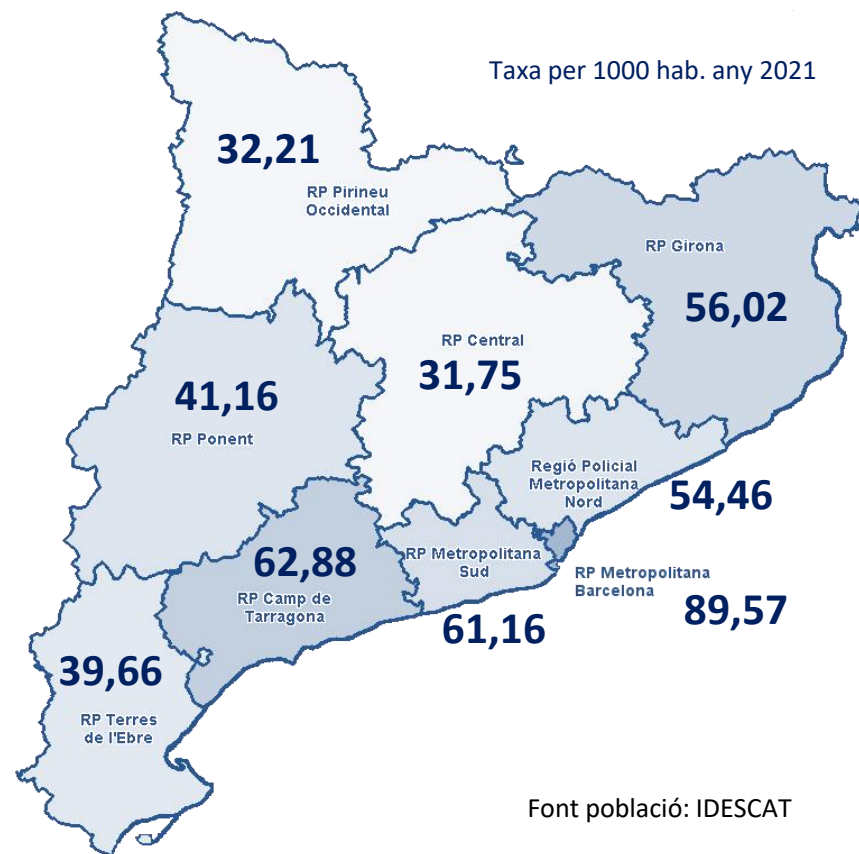 Taxa per 1000 hab. any 2021
32,21
RP Pirineu
Occidental
RP Girona
56,02
RP Central
31,75
41,16
RP Ponent
Regió Policial
Metropolitana
Nord
54,46
62,88
RP Camp de
Tarragona
RP Metropolitana
Sud
61,16
RP Metropolitana
Barcelona
89,57
39,66
RP Terres
de l'Ebre
Font població: IDESCAT